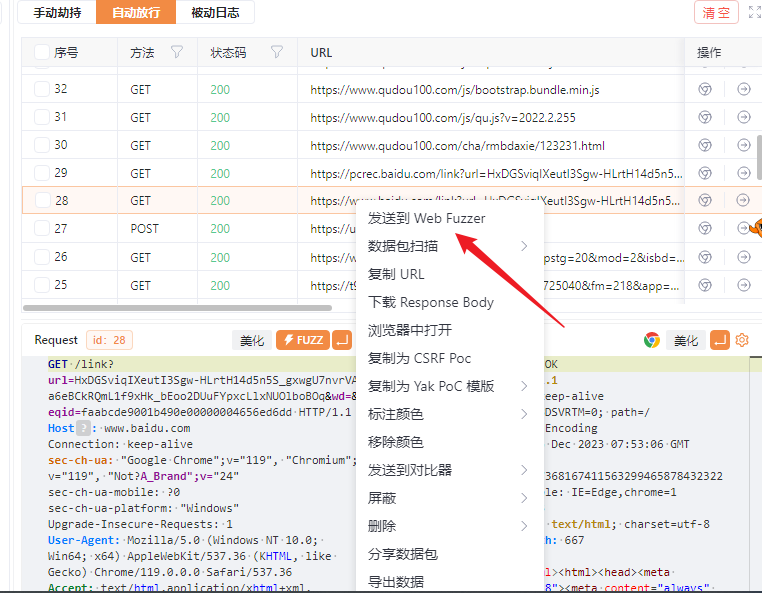 手动劫持 自动放行 被动日志 清空
序号 方法 状态码 URL 操作
32 GET 200 https://www.qudou100.com/js/bootstrap.bundle.min.js
31 GET 200 https://www.qudou100.com/js/qu.js?v=2022.2.255
30 GET 200 https://www.qudou100.com/cha/rmbdaxie/123231.html
29 GET 200 https://pcrec.baidu.com/link?url=HxDGSviqIXeutI3Sgw-HLrtH14d5n5...
28 GET 200 https://www.baidu.com/link?url=HxDGSviqIXeutI3Sgw-HLrtH14d5n5...
27 POST 200 https://u
26 GET 200 https://w pstg=20&mod=2&isbd=...
25 GET 200 https://t9 725040&fm=218&app=...
发送到 Web Fuzzer
数据包扫描
复制 URL
下载 Response Body
浏览器中打开
复制为 CSRF Poc
复制为 Yak PoC 模版
标注颜色
移除颜色
发送到对比器
屏蔽
删除
分享数据包
导出数据
Request id: 28 美化 FUZZ 美化
GET /link?
url=HxDGSviqIXeutI3Sgw-HLrtH14d5n5S_gxwgU7nvrVA
a6eBCkRQmL1f9xHk_bEoo2DUuFYpxcLlxNUOlboBOq&wd=&
eqid=faabcde9001b490e00000004656ed6dd HTTP/1.1
Host ? : www.baidu.com
Connection: keep-alive
sec-ch-ua: "Google Chrome";v="119", "Chromium";
v="119", "Not?A_Brand";v="24"
sec-ch-ua-mobile: ?0
sec-ch-ua-platform: "Windows"
Upgrade-Insecure-Requests: 1
User-Agent: Mozilla/5.0 (Windows NT 10.0;
Win64; x64) AppleWebKit/537.36 (KHTML, like
Gecko) Chrome/119.0.0.0 Safari/537.36
Accept: text/html,application/xhtml+xml,
OK
.1
keep-alive
DSVRTM=0; path=/
Encoding
Dec 2023 07:53:06 GMT
368167411563299465878432322
le: IE=Edge,chrome=1
text/html; charset=utf-8
th: 667
l><html><head><meta
8"><meta content="always"